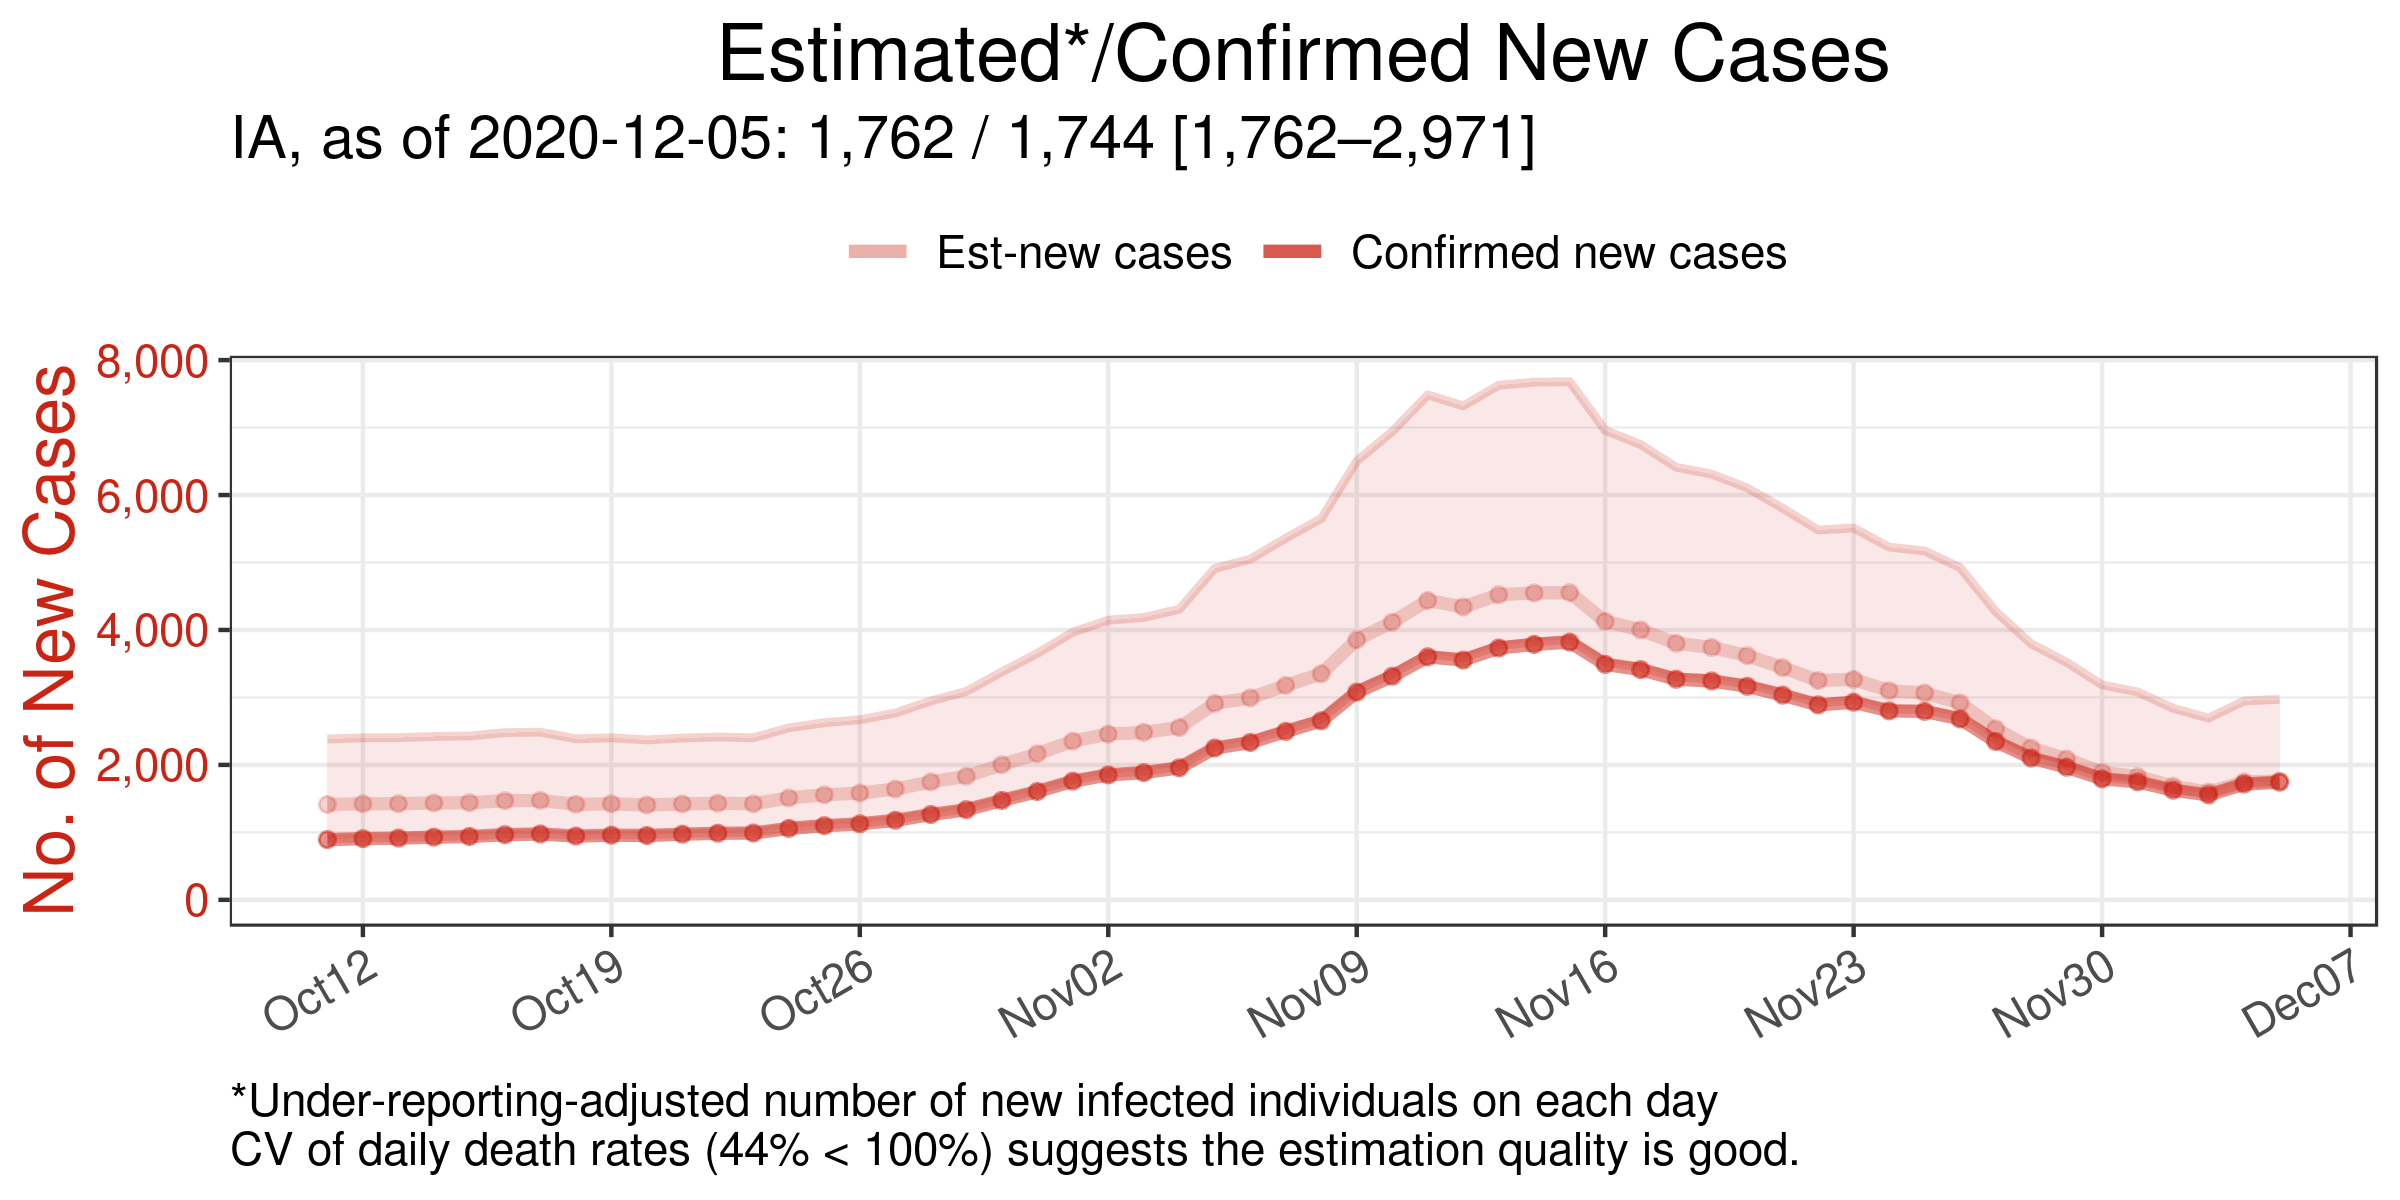 Estimated*/Confirmed New Cases
IA, as of 2020-12-05: 1,762 / 1,744 [1,762–2,971]
Est-new cases
Confirmed new cases
No. of New Cases
8,000
6,000
4,000
2,000
0
Oct12
Oct19
Oct26
Nov02
Nov09
Nov16
Nov23
Nov30
Dec07
*Under-reporting-adjusted number of new infected individuals on each day
CV of daily death rates (44% < 100%) suggests the estimation quality is good.